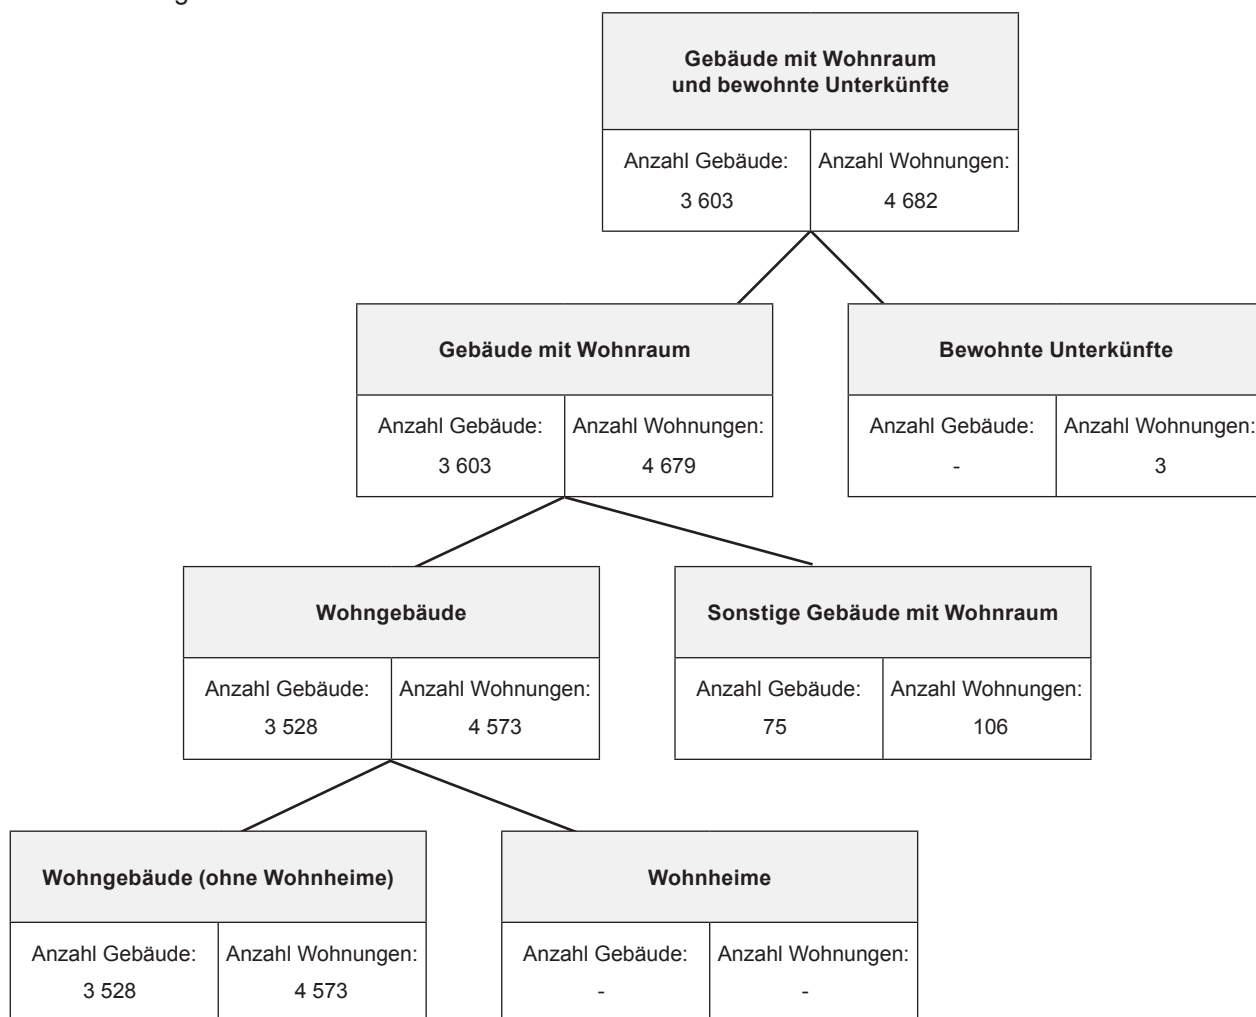 Gebäude mit Wohnraum
und bewohnte Unterkünfte
Anzahl Gebäude: Anzahl Wohnungen:
3 603 4 682
Gebäude mit Wohnraum Bewohnte Unterkünfte
Anzahl Gebäude: Anzahl Wohnungen: Anzahl Gebäude: Anzahl Wohnungen:
3 603 4 679 - 3
Wohngebäude Sonstige Gebäude mit Wohnraum
Anzahl Gebäude: Anzahl Wohnungen: Anzahl Gebäude: Anzahl Wohnungen:
3 528 4 573 75 106
Wohngebäude (ohne Wohnheime) Wohnheime
Anzahl Gebäude: Anzahl Wohnungen: Anzahl Gebäude: Anzahl Wohnungen:
3 528 4 573 - -